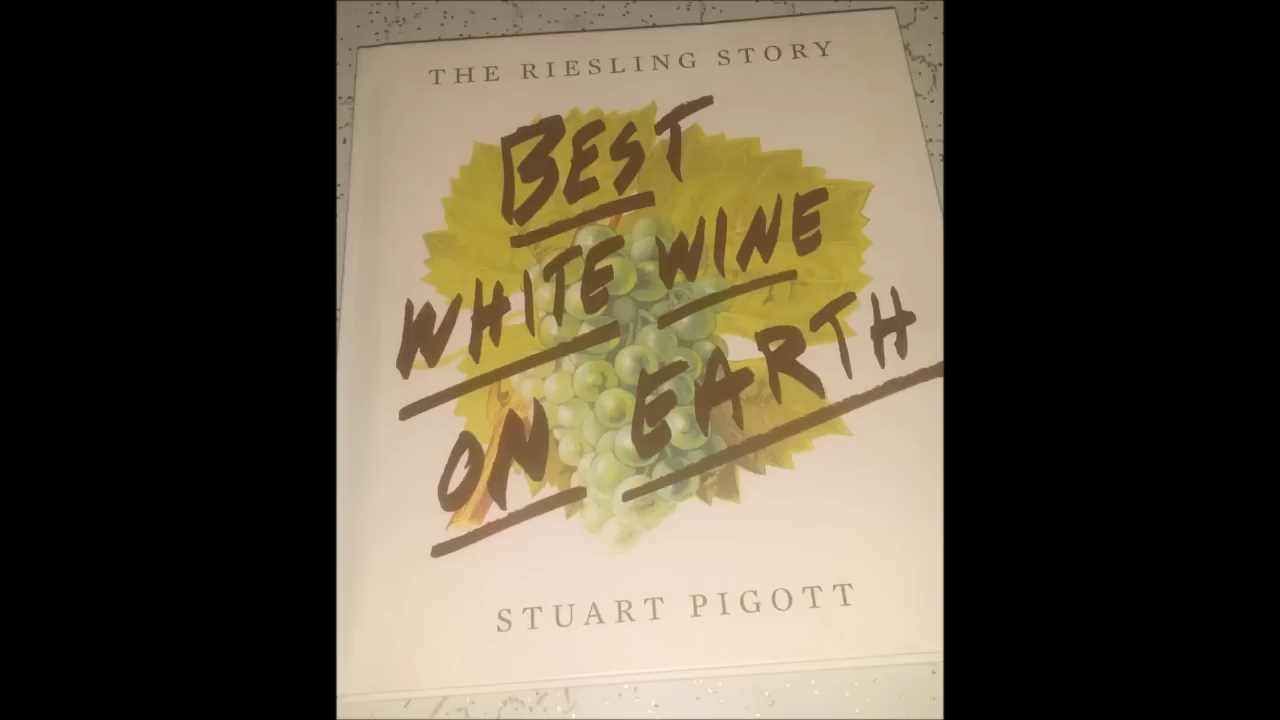 THE RIESLING STORY
BEST
WHITE WINE
ON EARTH
STUART PIGOTT